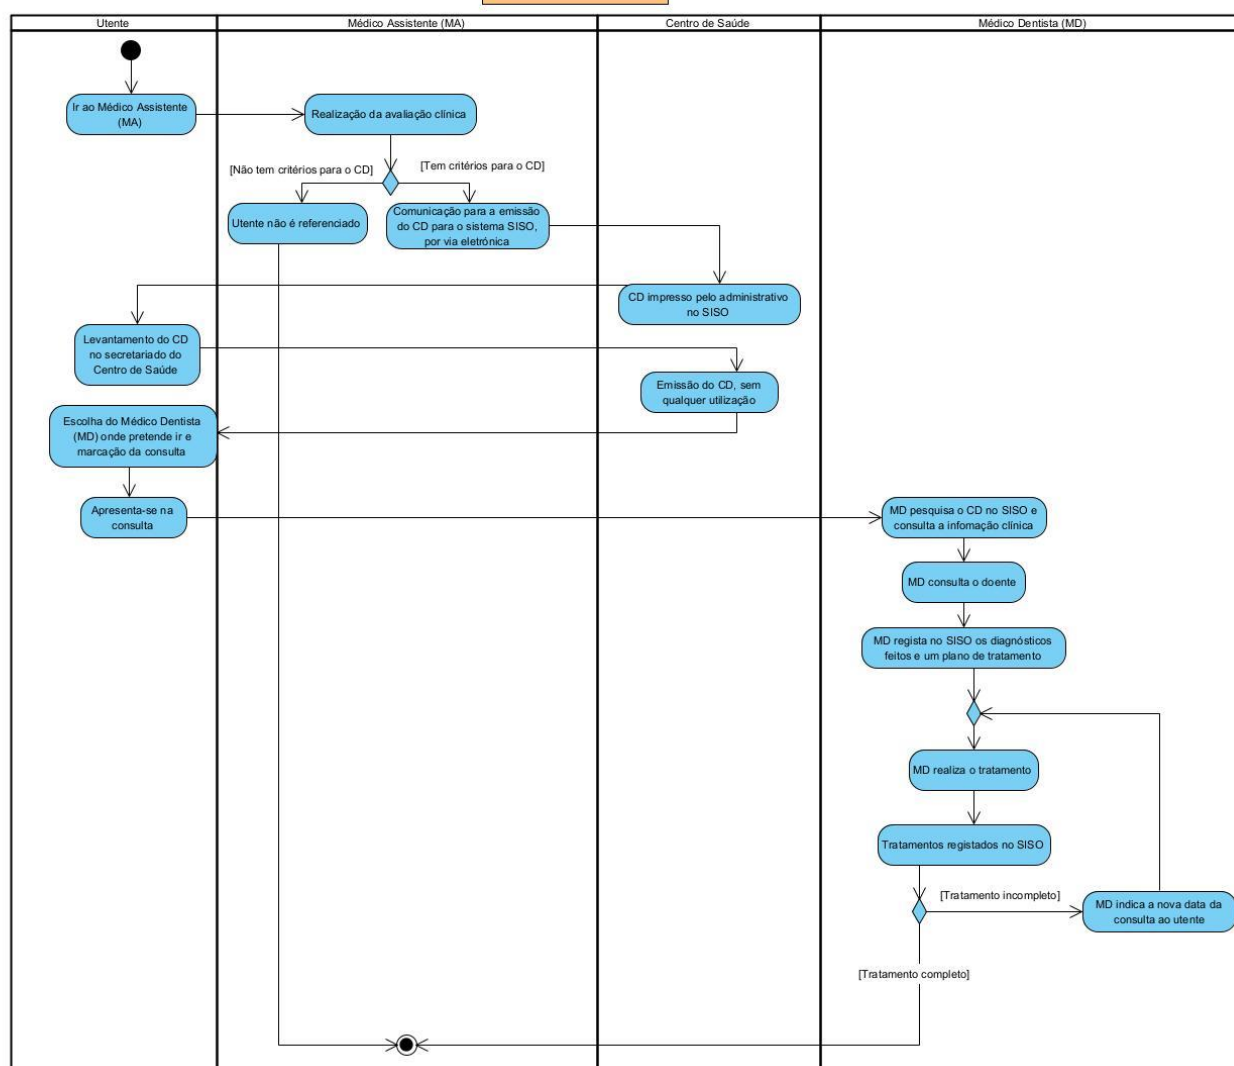 Utente
Médico Assistente (MA)
Centro de Saúde
Médico Dentista (MD)
Ir ao Médico Assistente
(MA)
Realização da avaliação clínica
[Não tem critérios para o CD]
[Tem critérios para o CD]
Utente não é referenciado
Comunicação para a emissão
do CD para o sistema SISO,
por via eletrónica
CD impresso pelo administrativo
no SISO
Levantamento do CD
no secretariado do
Centro de Saúde
Emissão do CD, sem
qualquer utilização
Escolha do Médico Dentista
(MD) onde pretende ir e
marcação da consulta
Apresenta-se na
consulta
MD pesquisa o CD no SISO e
consulta a infomação clínica
MD consulta o doente
MD regista no SISO os diagnósticos
feitos e um plano de tratamento
MD realiza o tratamento
Tratamentos registados no SISO
[Tratamento incompleto]
MD indica a nova data da
consulta ao utente
[Tratamento completo]